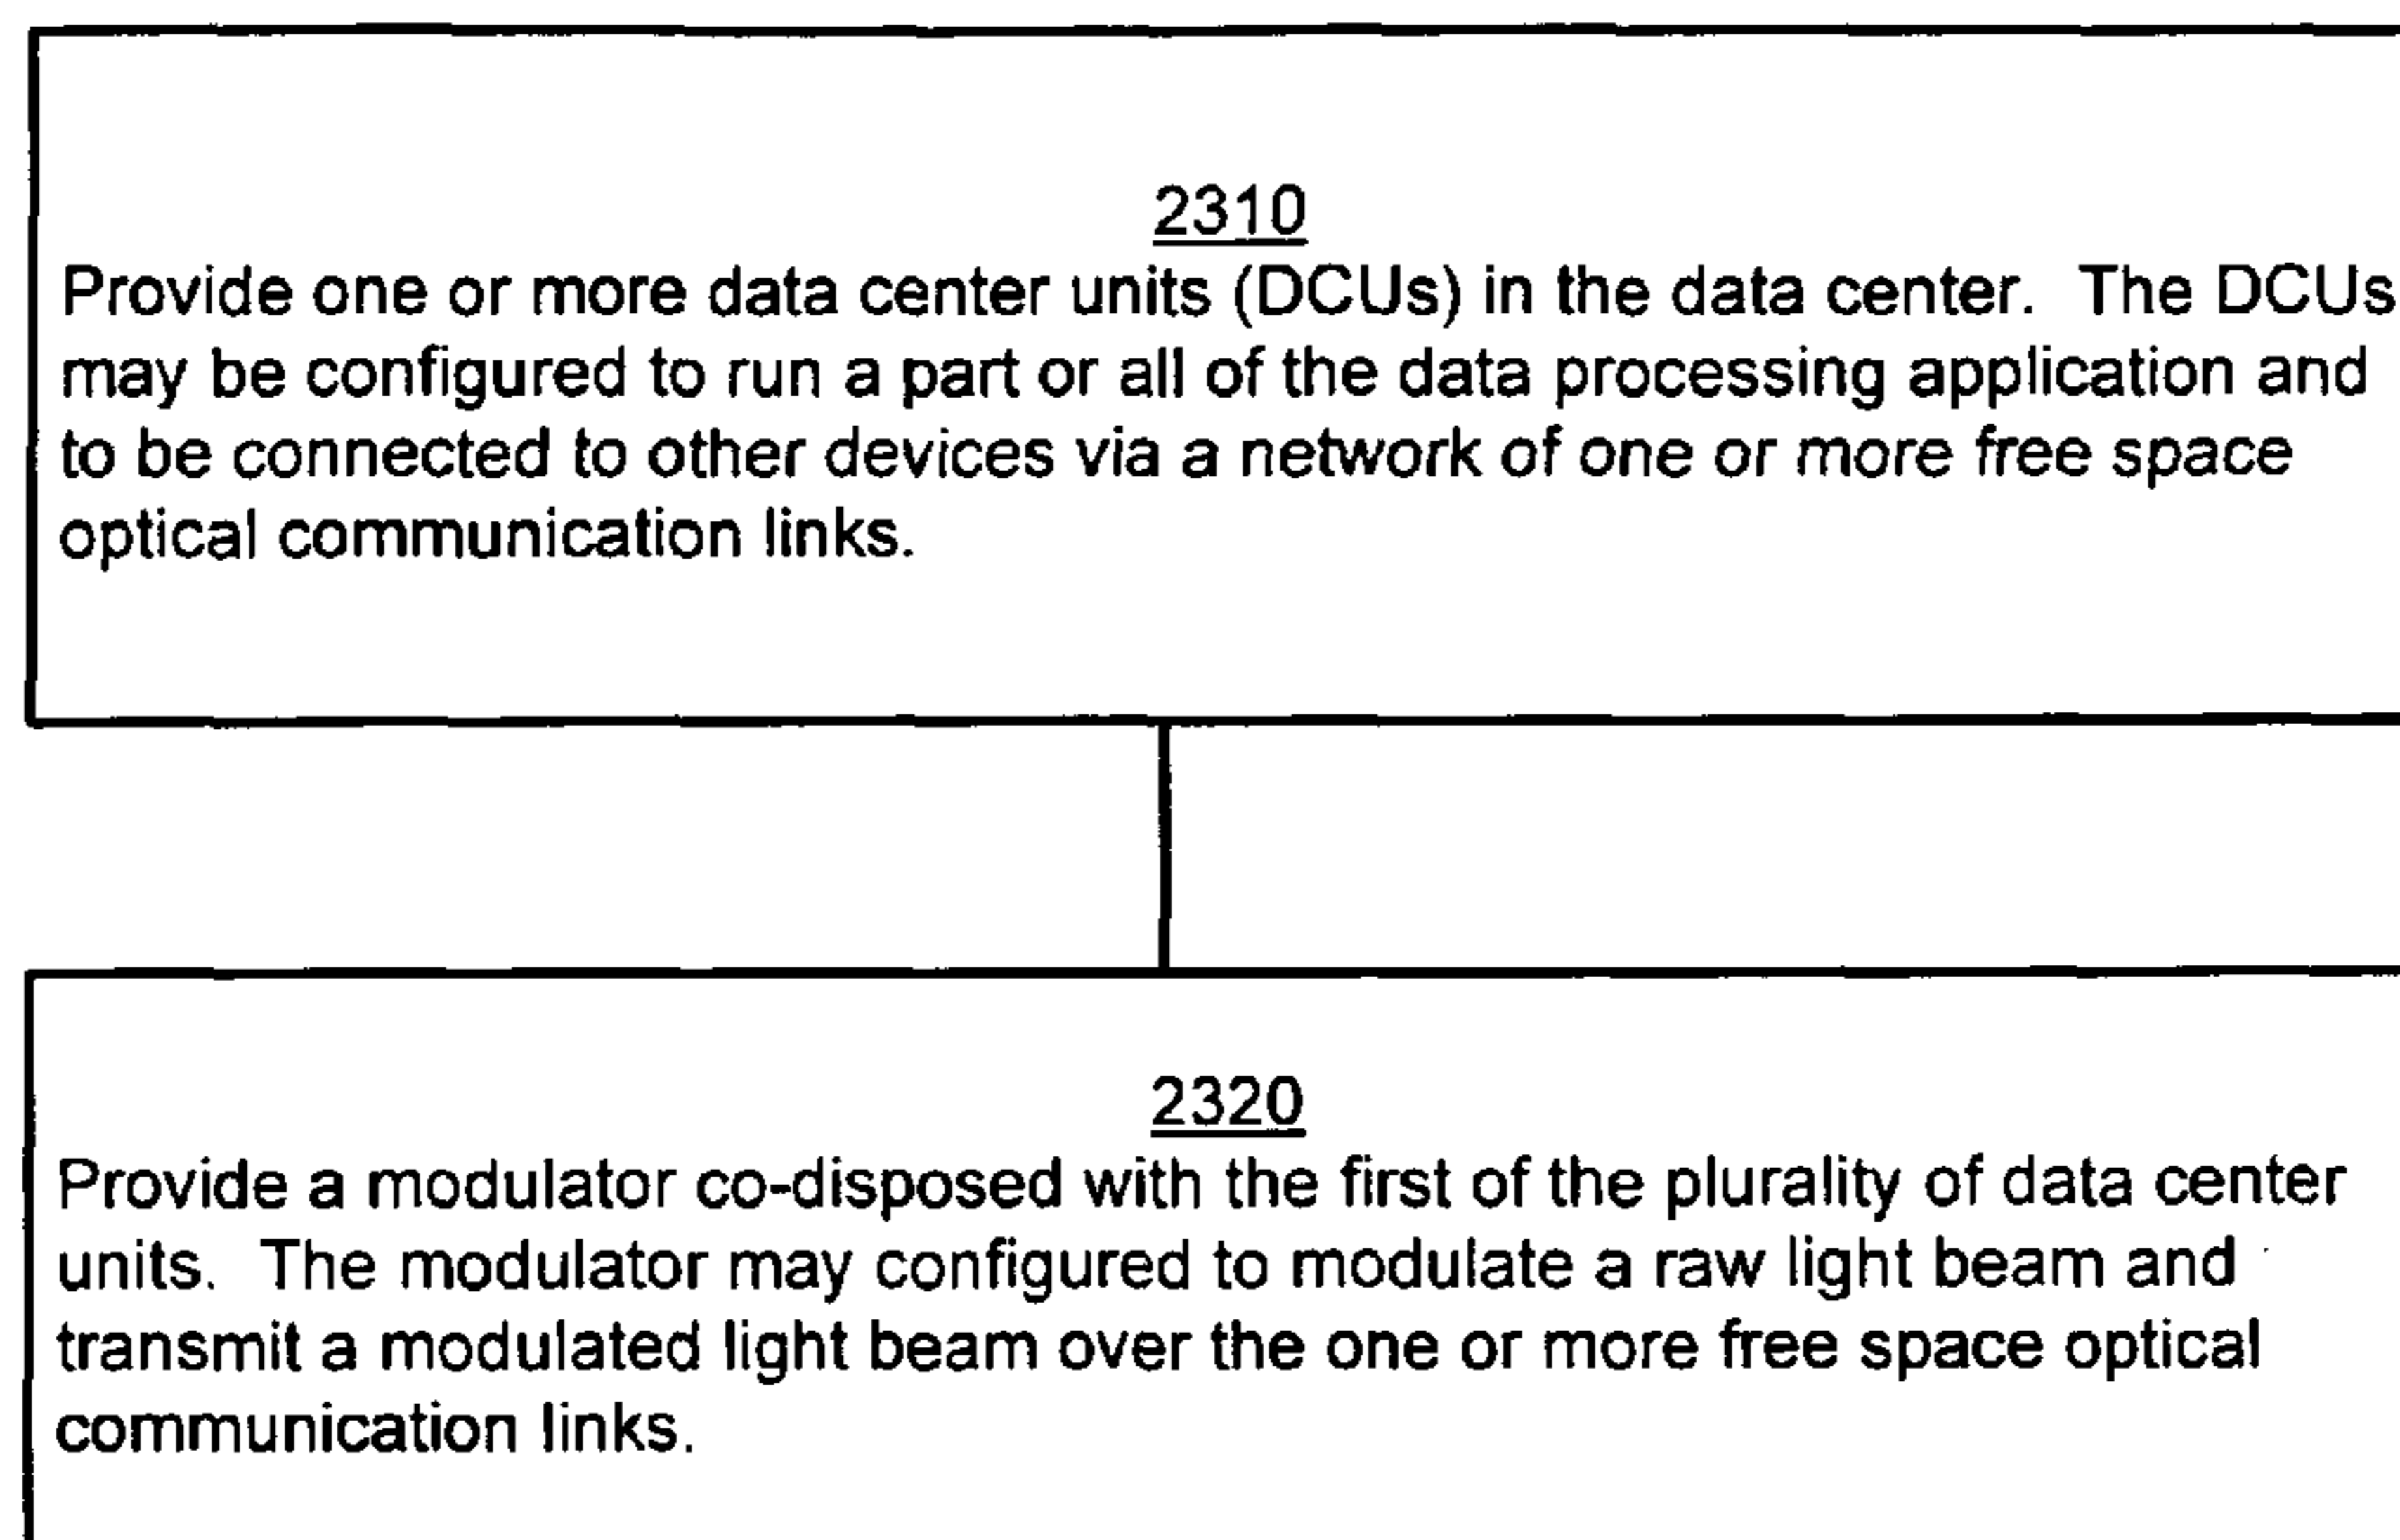 2310
Provide one or more data center units (DCUs) in the data center. The DCUs
may be configured to run a part or all of the data processing application and
to be connected to other devices via a network of one or more free space
optical communication links.
2320
Provide a modulator co-disposed with the first of the plurality of data center
units. The modulator may configured to modulate a raw light beam and
transmit a modulated light beam over the one or more free space optical
communication links.